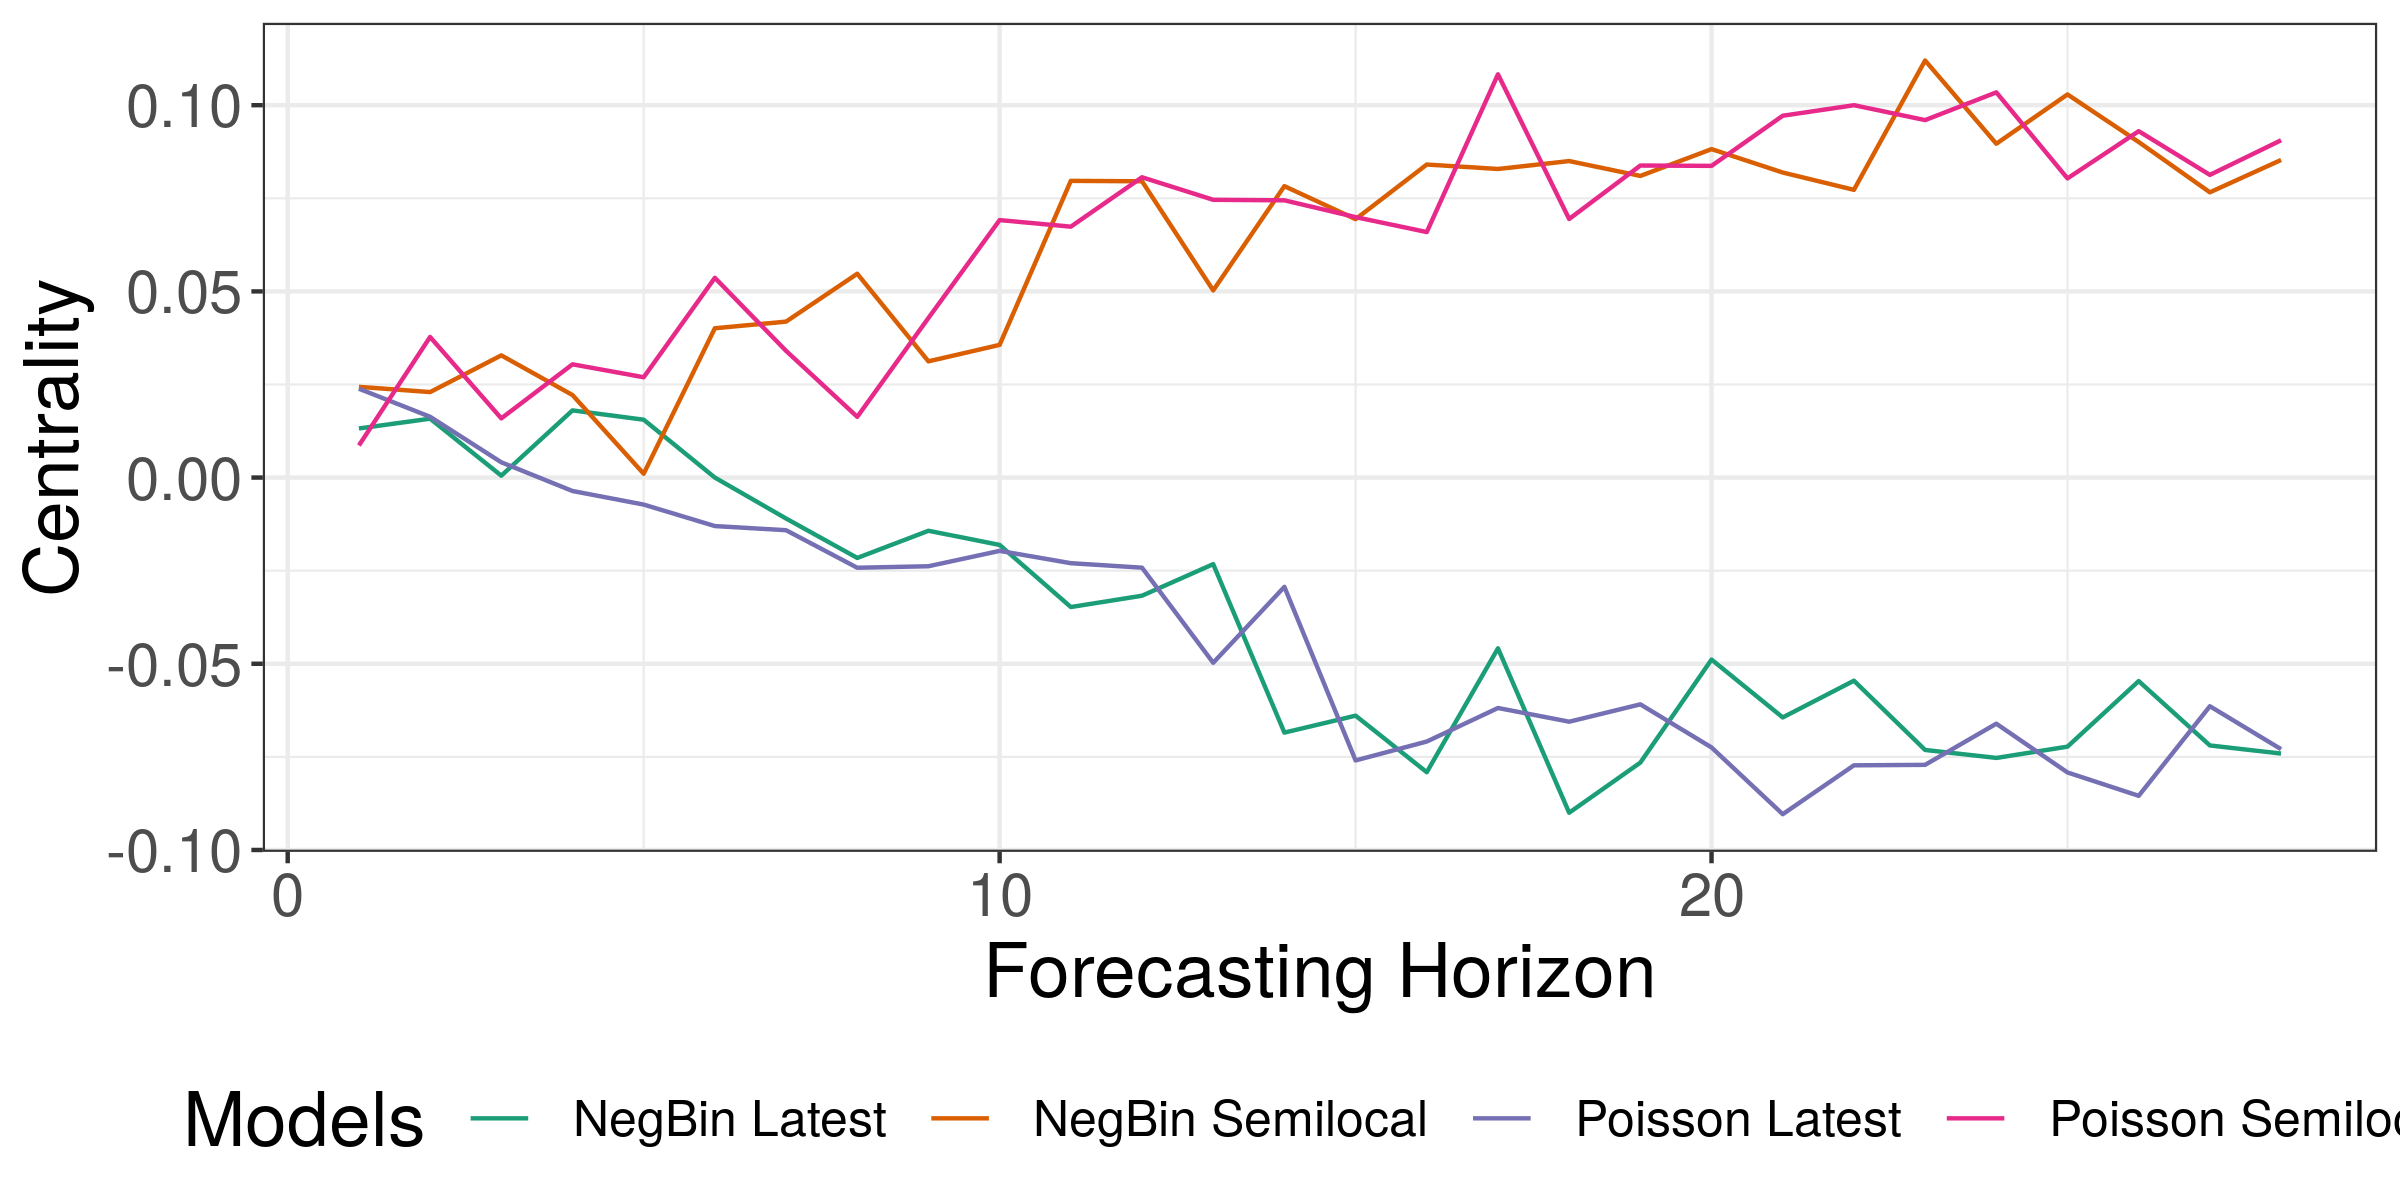 Centrality
0.10
0.05
0.00
-0.05
-0.10
0 10 20
Forecasting Horizon
Models NegBin Latest NegBin Semilocal Poisson Latest Poisson